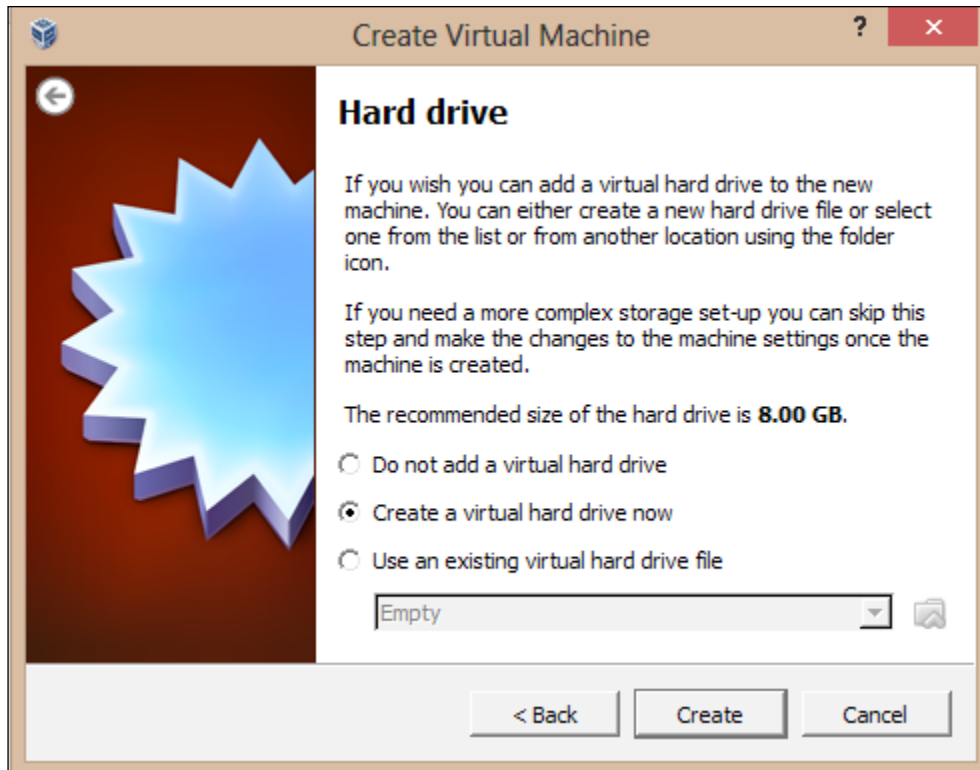 Create Virtual Machine
?
Hard drive
If you wish you can add a virtual hard drive to the new
machine. You can either create a new hard drive file or select
one from the list or from another location using the folder
icon.
If you need a more complex storage set-up you can skip this
step and make the changes to the machine settings once the
machine is created.
The recommended size of the hard drive is 8.00 GB.
Do not add a virtual hard drive
Create a virtual hard drive now
Use an existing virtual hard drive file
Empty
< Back Create Cancel